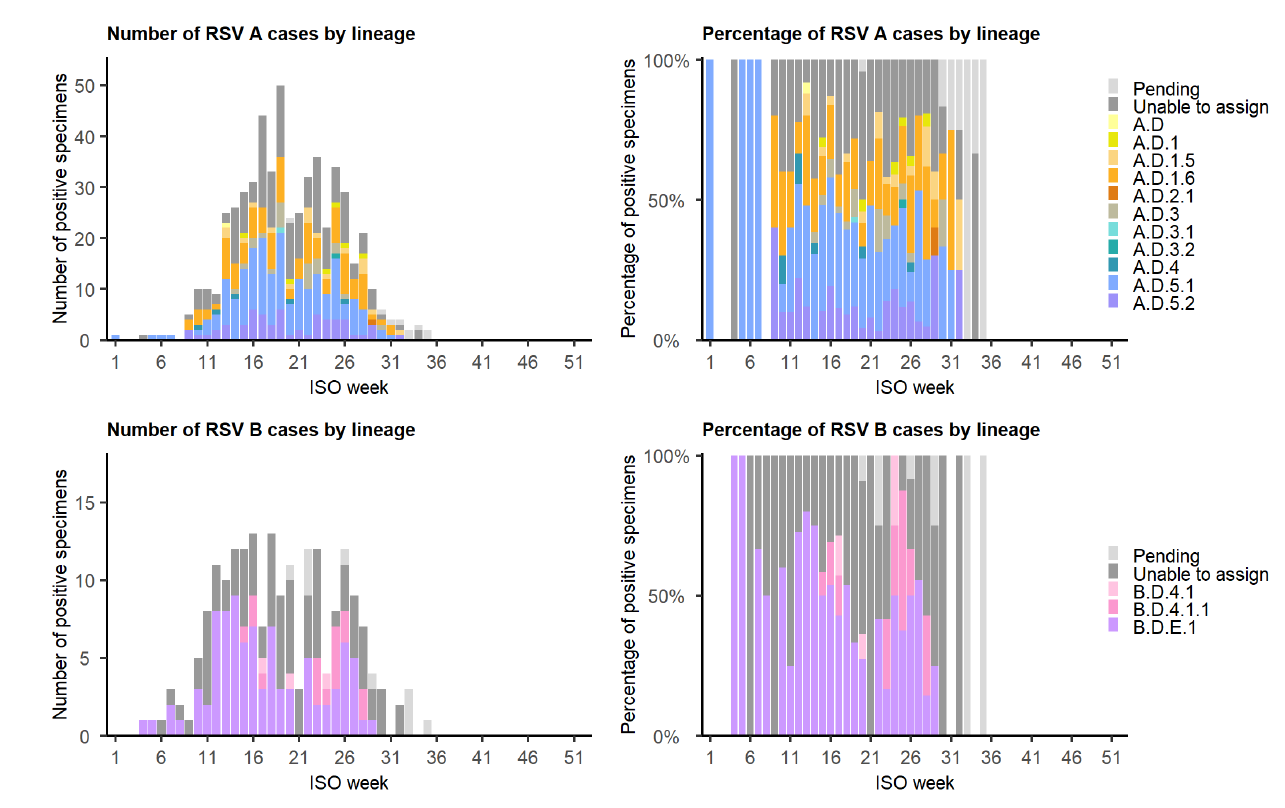 Number of RSV A cases by lineage
Number of positive specimens
50
40
30
20
10
0
1 6 11 16 21 26 31 36 41 46 51
ISO week
Percentage of RSV A cases by lineage
Percentage of positive specimens
100%
50%
0%
1 6 11 16 21 26 31 36 41 46 51
ISO week
Pending
Unable to assign
A.D
A.D.1
A.D.1.5
A.D.1.6
A.D.2.1
A.D.3
A.D.3.1
A.D.3.2
A.D.4
A.D.5.1
A.D.5.2
Number of RSV B cases by lineage
Number of positive specimens
15
10
5
0
1 6 11 16 21 26 31 36 41 46 51
ISO week
Percentage of RSV B cases by lineage
Percentage of positive specimens
100%
50%
0%
1 6 11 16 21 26 31 36 41 46 51
ISO week
Pending
Unable to assign
B.D.4.1
B.D.4.1.1
B.D.E.1